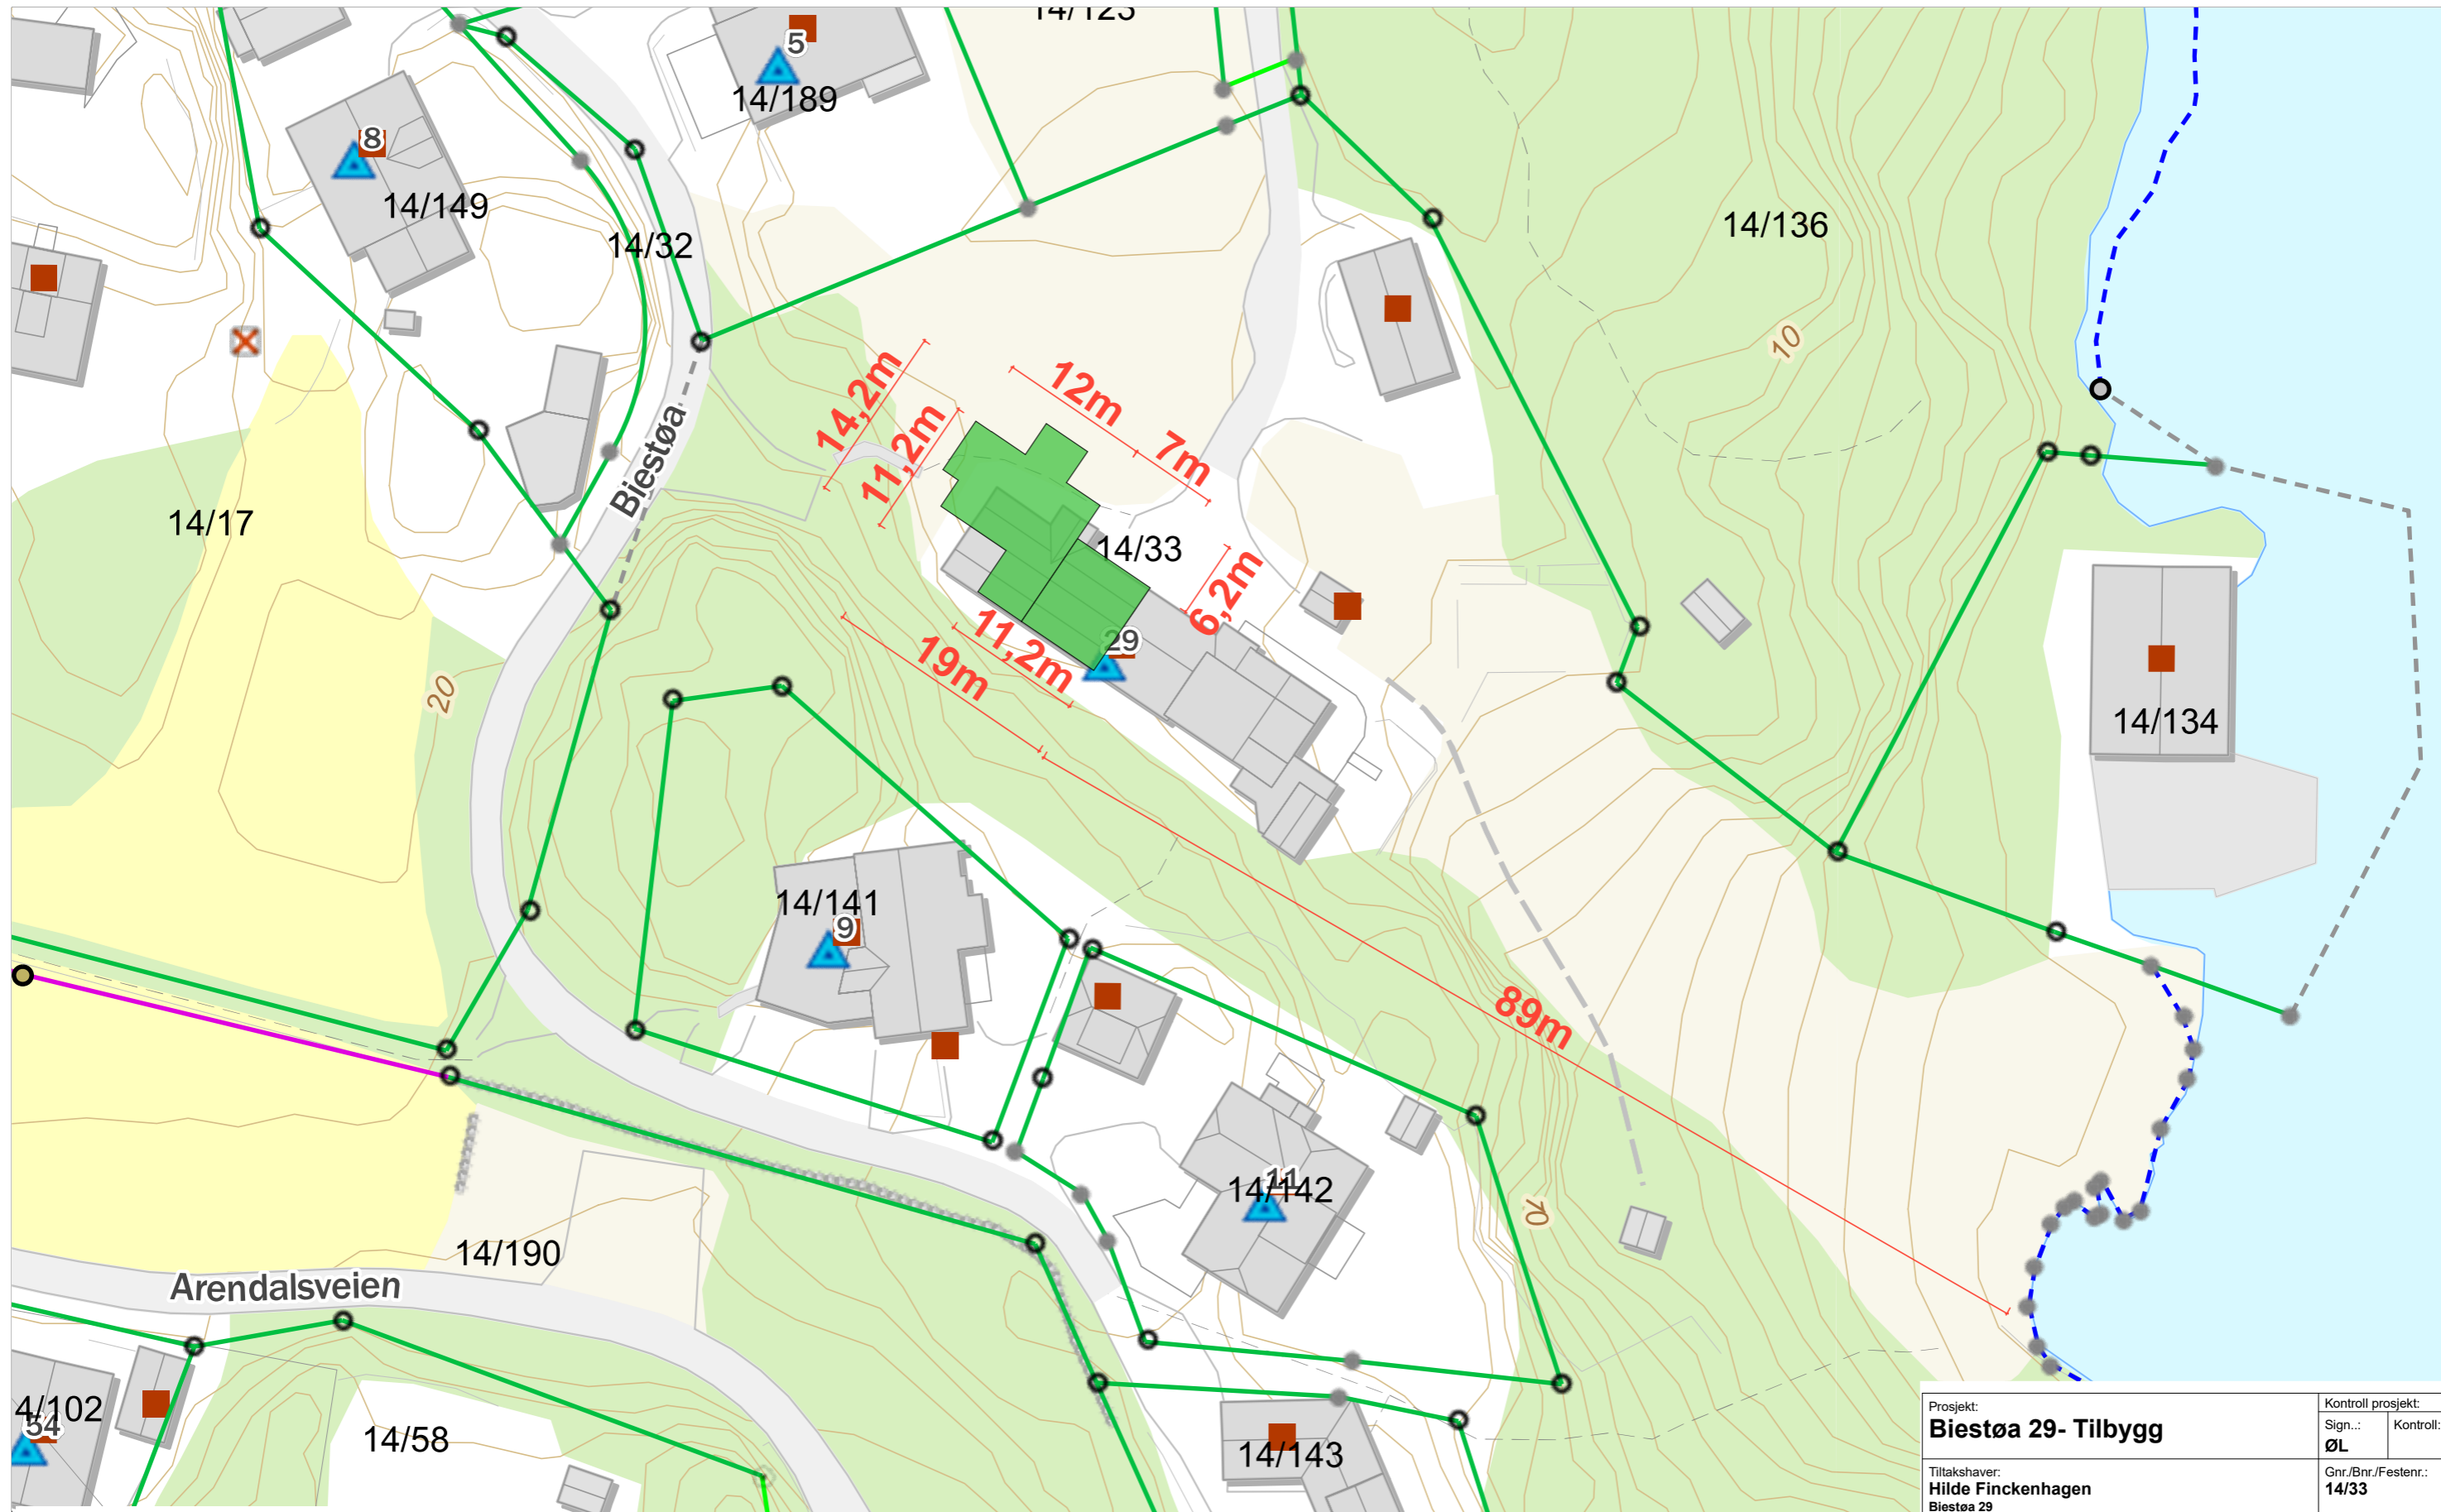 14/123
5
14/189
8
14/149
14/32
14/136
10
14,2m
12m
11,2m
7m
Biestøa
14/17
14/33
6,2m
29
11,2m
19m
20
14/134
14/141
9
89m
11
14/142
10
14/190
Arendalsveien
4/102
54
14/58
14/143
Prosjekt:
Biestøa 29- Tilbygg
Kontroll prosjekt:
Sign..:
ØL
Kontroll:
Tiltakshaver:
Hilde Finckenhagen
Biestøa 29
Gnr./Bnr./Festenr.:
14/33